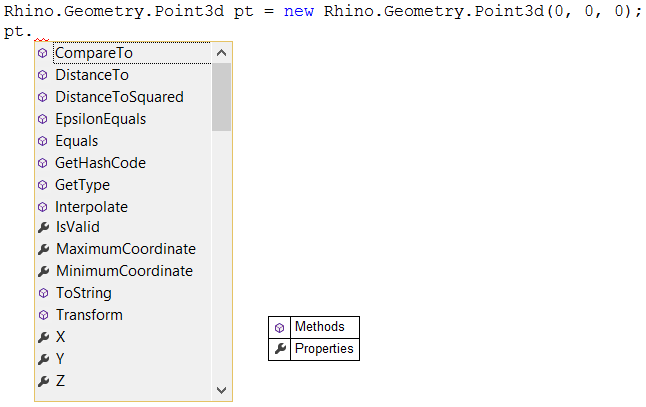 Rhino.Geometry.Point3d pt = new Rhino.Geometry.Point3d(0, 0, 0);
pt.
CompareTo
DistanceTo
DistanceToSquared
EpsilonEquals
Equals
GetHashCode
GetType
Interpolate
IsValid
MaximumCoordinate
MinimumCoordinate
ToString
Transform
X
Y
Z
Methods
Properties